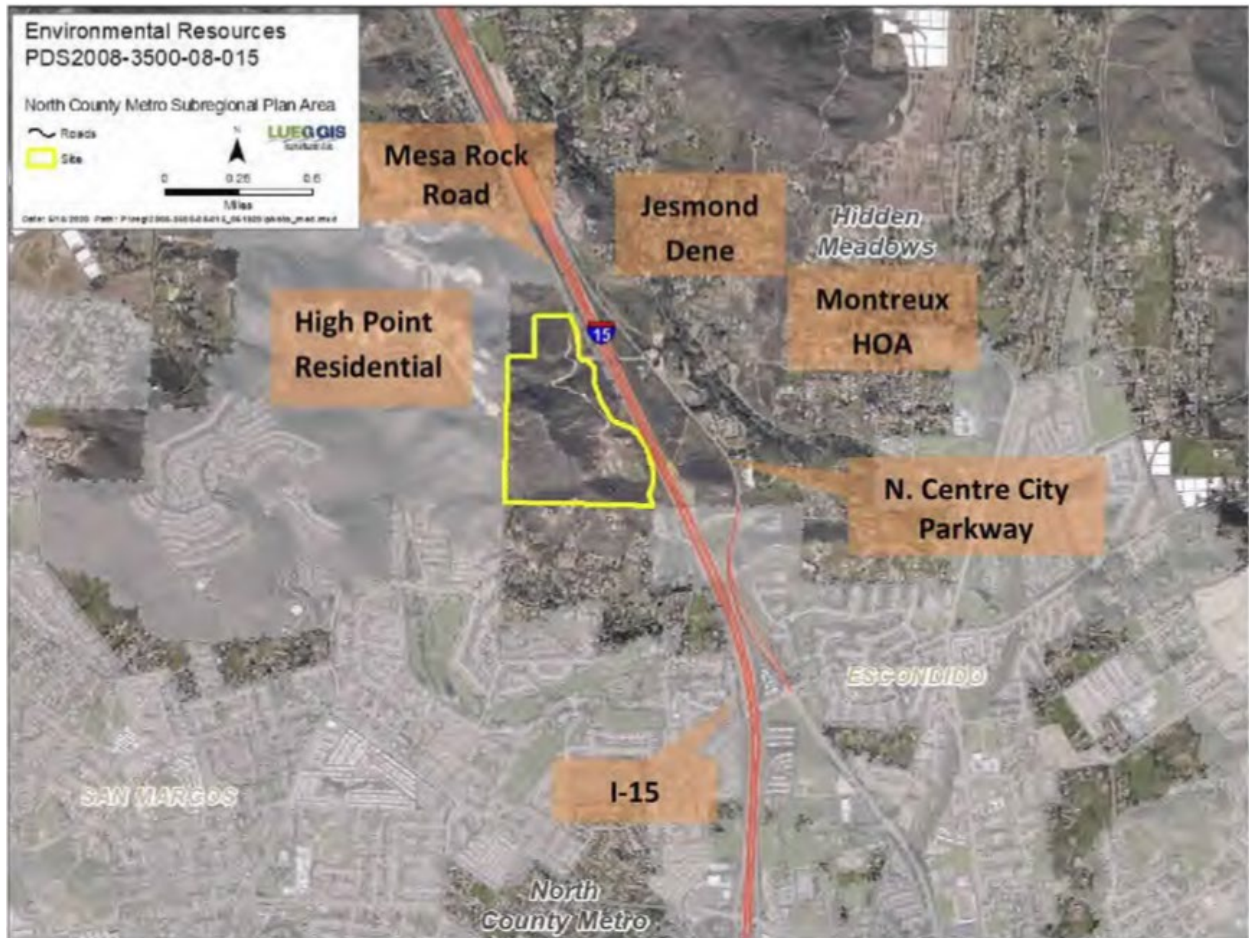 Environmental Resources
PDS2008-3500-08-015
North County Metro Subregional Plan Area
Roads
Site
N
LUEG GIS
0 0.25 0.5
Miles
Mesa Rock
Road
Jesmond
Dene
Hidden
Meadows
Montreux
HOA
High Point
Residential
15
N. Centre City
Parkway
ESCONDIDO
I-15
SAN MARCOS
North
County Metro